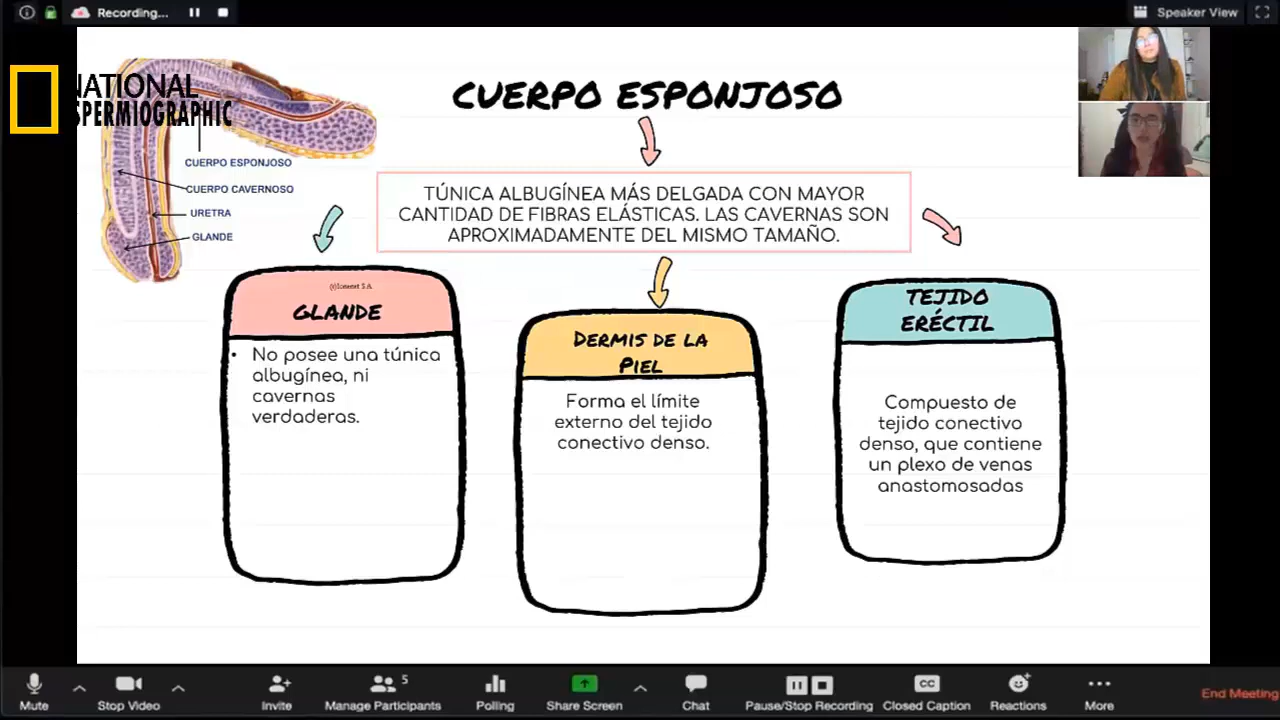 Recording...
Speaker View
NATIONAL
SPERMIOGRAPHIC
CUERPO ESPONJOSO
CUERPO ESPONJOSO
CUERPO CAVERNOSO
URETRA
GLANDE
TÚNICA ALBUGÍNEA MÁS DELGADA CON MAYOR
CANTIDAD DE FIBRAS ELÁSTICAS. LAS CAVERNAS SON
APROXIMADAMENTE DEL MISMO TAMAÑO.
(c)Iconcat S.A.
GLANDE
• No posee una túnica
albugínea, ni
cavernas
verdaderas.
DERMIS DE LA
PIEL
Forma el límite
externo del tejido
conectivo denso.
TEJIDO
ERÉCTIL
Compuesto de
tejido conectivo
denso, que contiene
un plexo de venas
anastomosadas
Mute
Stop Video
Invite
5
Manage Participants
Polling
Share Screen
Chat
Pause/Stop Recording
CC
Closed Caption
Reactions
More
End Meeting